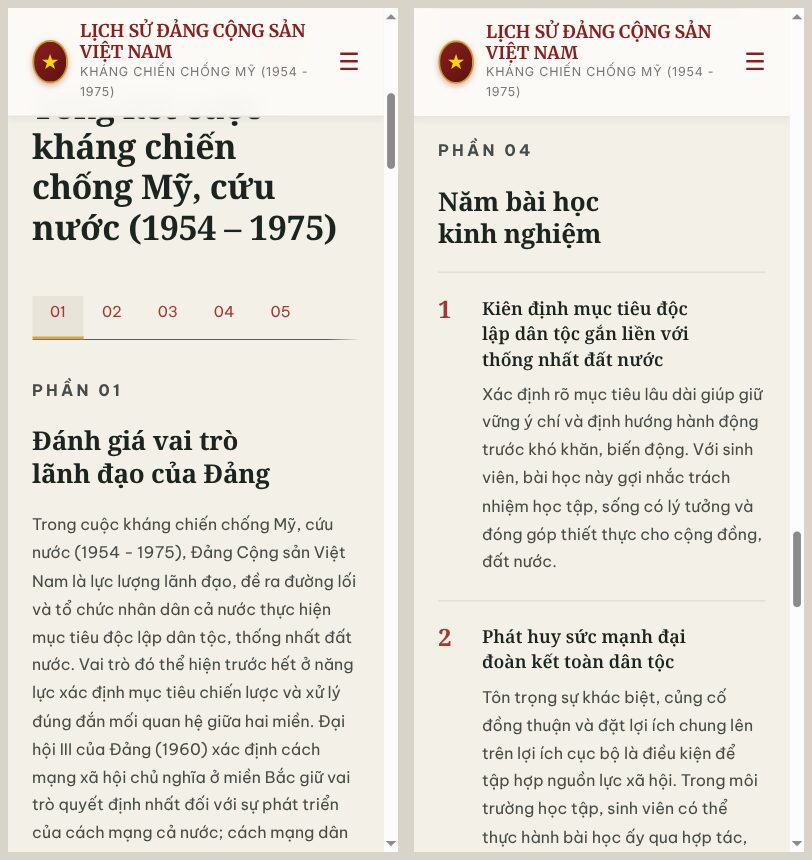 LỊCH SỬ ĐẢNG CỘNG SẢN
VIỆT NAM
KHÁNG CHIẾN CHỐNG MỸ (1954 -
1975)
Tổng kết cuộc
kháng chiến
chống Mỹ, cứu
nước (1954 – 1975)
01 02 03 04 05
PHẦN 01
Đánh giá vai trò
lãnh đạo của Đảng
Trong cuộc kháng chiến chống Mỹ, cứu
nước (1954 - 1975), Đảng Cộng sản Việt
Nam là lực lượng lãnh đạo, đề ra đường lối
và tổ chức nhân dân cả nước thực hiện
mục tiêu độc lập dân tộc, thống nhất đất
nước. Vai trò đó thể hiện trước hết ở năng
lực xác định mục tiêu chiến lược và xử lý
đúng đắn mối quan hệ giữa hai miền. Đại
hội III của Đảng (1960) xác định cách
mạng xã hội chủ nghĩa ở miền Bắc giữ vai
trò quyết định nhất đối với sự phát triển
của cách mạng cả nước; cách mạng dân
LỊCH SỬ ĐẢNG CỘNG SẢN
VIỆT NAM
KHÁNG CHIẾN CHỐNG MỸ (1954 -
1975)
PHẦN 04
Năm bài học
kinh nghiệm
1 Kiên định mục tiêu độc
lập dân tộc gắn liền với
thống nhất đất nước
Xác định rõ mục tiêu lâu dài giúp giữ
vững ý chí và định hướng hành động
trước khó khăn, biến động. Với sinh
viên, bài học này gợi nhắc trách
nhiệm học tập, sống có lý tưởng và
đóng góp thiết thực cho cộng đồng,
đất nước.
2 Phát huy sức mạnh đại
đoàn kết toàn dân tộc
Tôn trọng sự khác biệt, củng cố
đồng thuận và đặt lợi ích chung lên
trên lợi ích cục bộ là điều kiện để
tập hợp nguồn lực xã hội. Trong môi
trường học tập, sinh viên có thể
thực hành bài học ấy qua hợp tác,